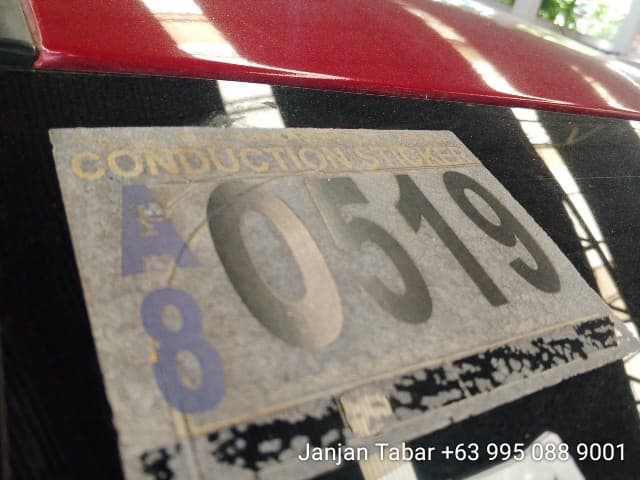 CONDUCTION STICKER
A 0519
8
Janjan Tabar +63 995 088 9001